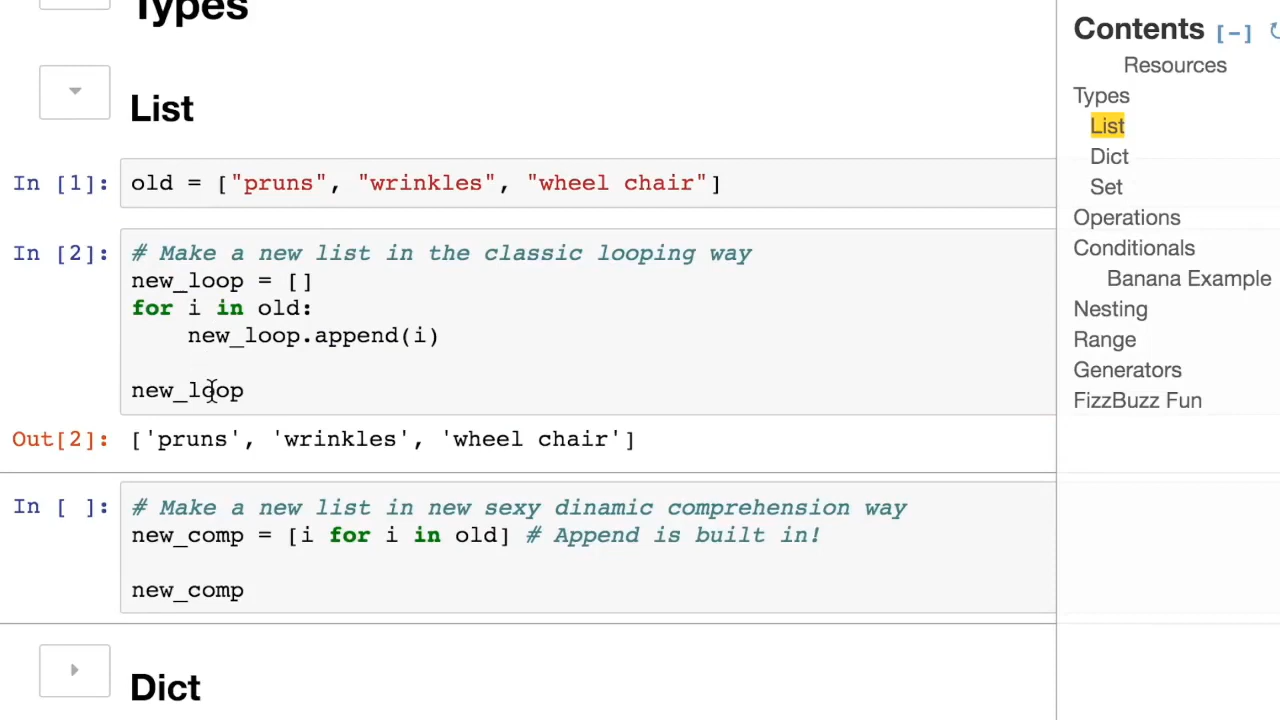 Types
List
In [1]: old = ["pruns", "wrinkles", "wheel chair"]
In [2]: # Make a new list in the classic looping way
new_loop = []
for i in old:
    new_loop.append(i)
new_loop
Out[2]: ['pruns', 'wrinkles', 'wheel chair']
In [ ]: # Make a new list in new sexy dinamic comprehension way
new_comp = [i for i in old] # Append is built in!
new_comp
Dict
Contents [-]
Resources
Types
List
Dict
Set
Operations
Conditionals
Banana Example
Nesting
Range
Generators
FizzBuzz Fun